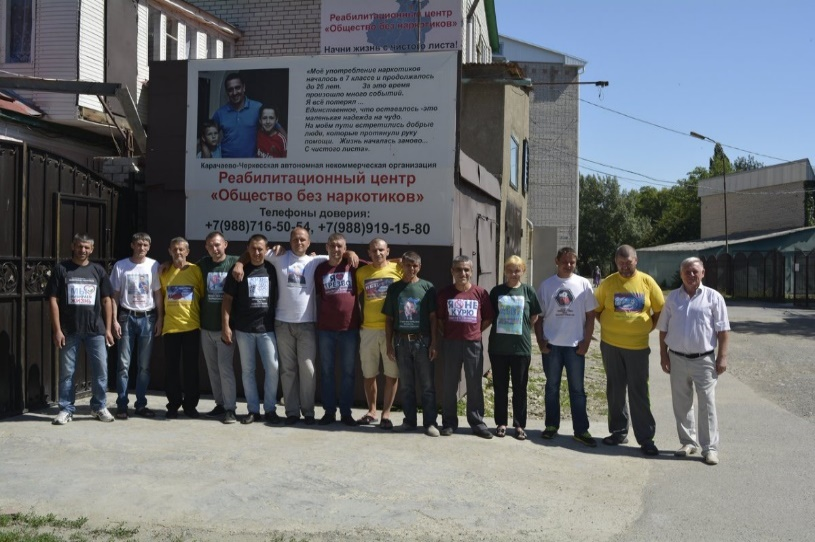 Реабилитационный центр
«Общество без наркотиков»
Начни жизнь с чистого листа!
«Моё употребление наркотиков
началось в 7 классе и продолжалось
до 26 лет. За это время
произошло много событий.
Я всё потерял ...
Единственное, что оставалось -это
маленькая надежда на чудо.
На моём пути встретились добрые
люди, которые протянули руку
помощи. Жизнь началась заново...
С чистого листа».
Карачаево-Черкесская автономная некоммерческая организация
Реабилитационный центр
«Общество без наркотиков»
Телефоны доверия:
+7(988)716-50-54, +7(988)919-15-80
Я НЕ
КУРЮ
ЖИЗНЬ